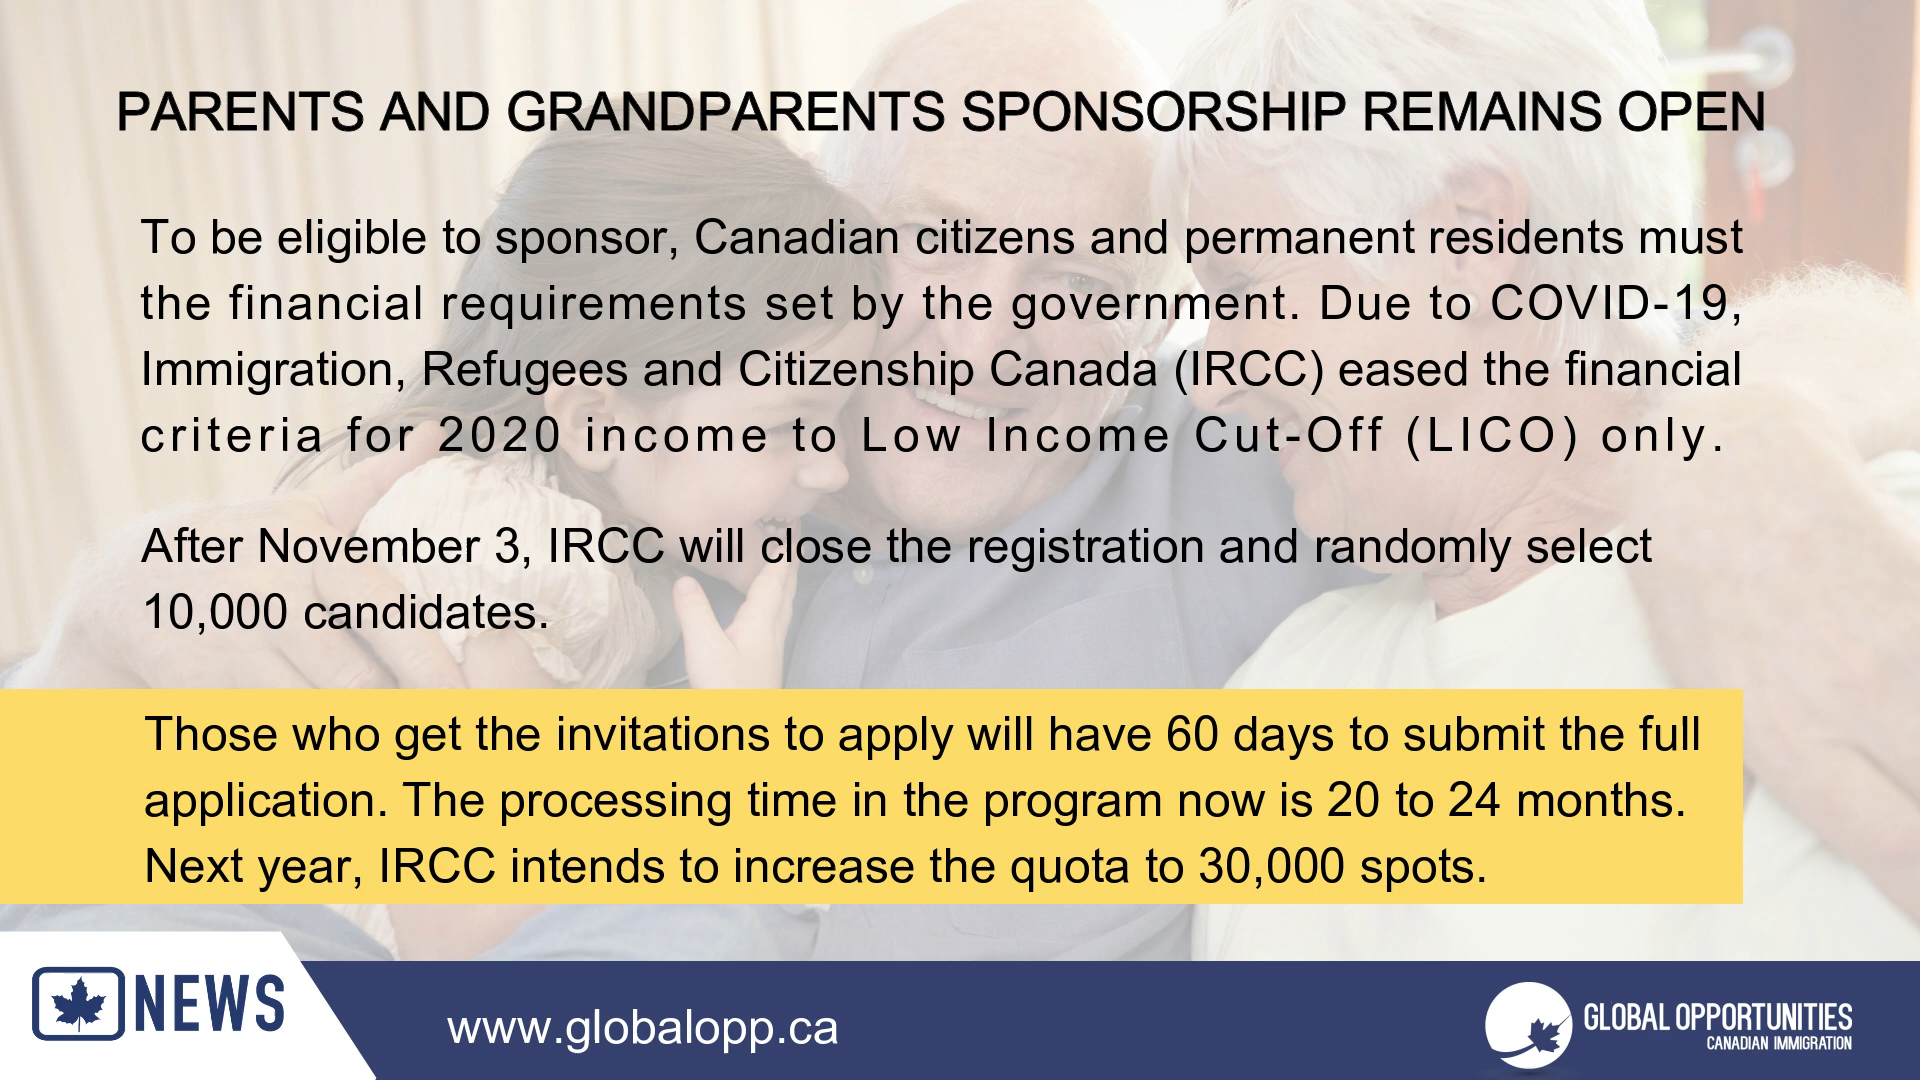 PARENTS AND GRANDPARENTS SPONSORSHIP REMAINS OPEN
To be eligible to sponsor, Canadian citizens and permanent residents must
the financial requirements set by the government. Due to COVID-19,
Immigration, Refugees and Citizenship Canada (IRCC) eased the financial
criteria for 2020 income to Low Income Cut-Off (LICO) only.
After November 3, IRCC will close the registration and randomly select
10,000 candidates.
Those who get the invitations to apply will have 60 days to submit the full
application. The processing time in the program now is 20 to 24 months.
Next year, IRCC intends to increase the quota to 30,000 spots.
NEWS
www.globalopp.ca
GLOBAL OPPORTUNITIES
CANADIAN IMMIGRATION